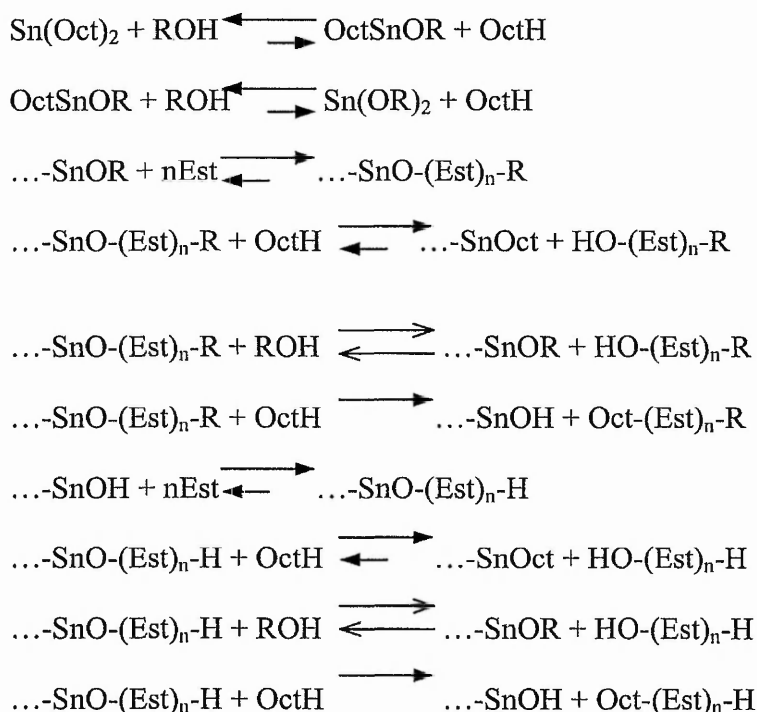 Sn(Oct)₂ + ROH ⇄ OctSnOR + OctH
OctSnOR + ROH ⇄ Sn(OR)₂ + OctH
...-SnOR + nEst ⇄ ...-SnO-(Est)ₙ-R
...-SnO-(Est)ₙ-R + OctH ⇄ ...-SnOct + HO-(Est)ₙ-R
...-SnO-(Est)ₙ-R + ROH ⇄ ...-SnOR + HO-(Est)ₙ-R
...-SnO-(Est)ₙ-R + OctH → ...-SnOH + Oct-(Est)ₙ-R
...-SnOH + nEst ⇄ ...-SnO-(Est)ₙ-H
...-SnO-(Est)ₙ-H + OctH ⇄ ...-SnOct + HO-(Est)ₙ-H
...-SnO-(Est)ₙ-H + ROH ⇄ ...-SnOR + HO-(Est)ₙ-H
...-SnO-(Est)ₙ-H + OctH → ...-SnOH + Oct-(Est)ₙ-H